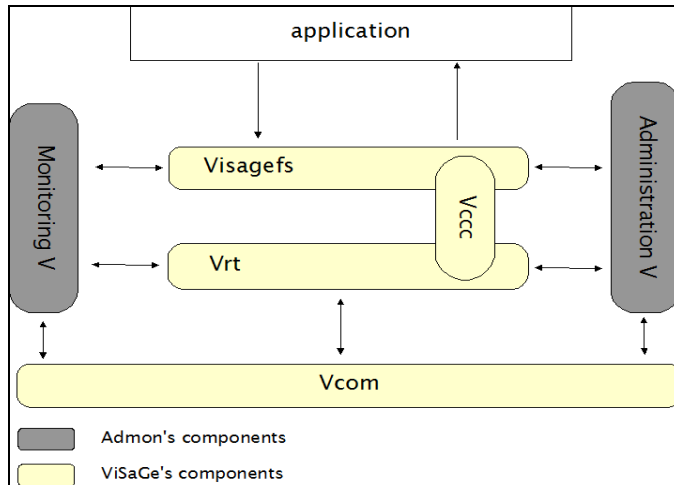 application
Monitoring V
Visagefs
Vccc
Administration V
Vrt
Vcom
Admon's components
ViSaGe's components